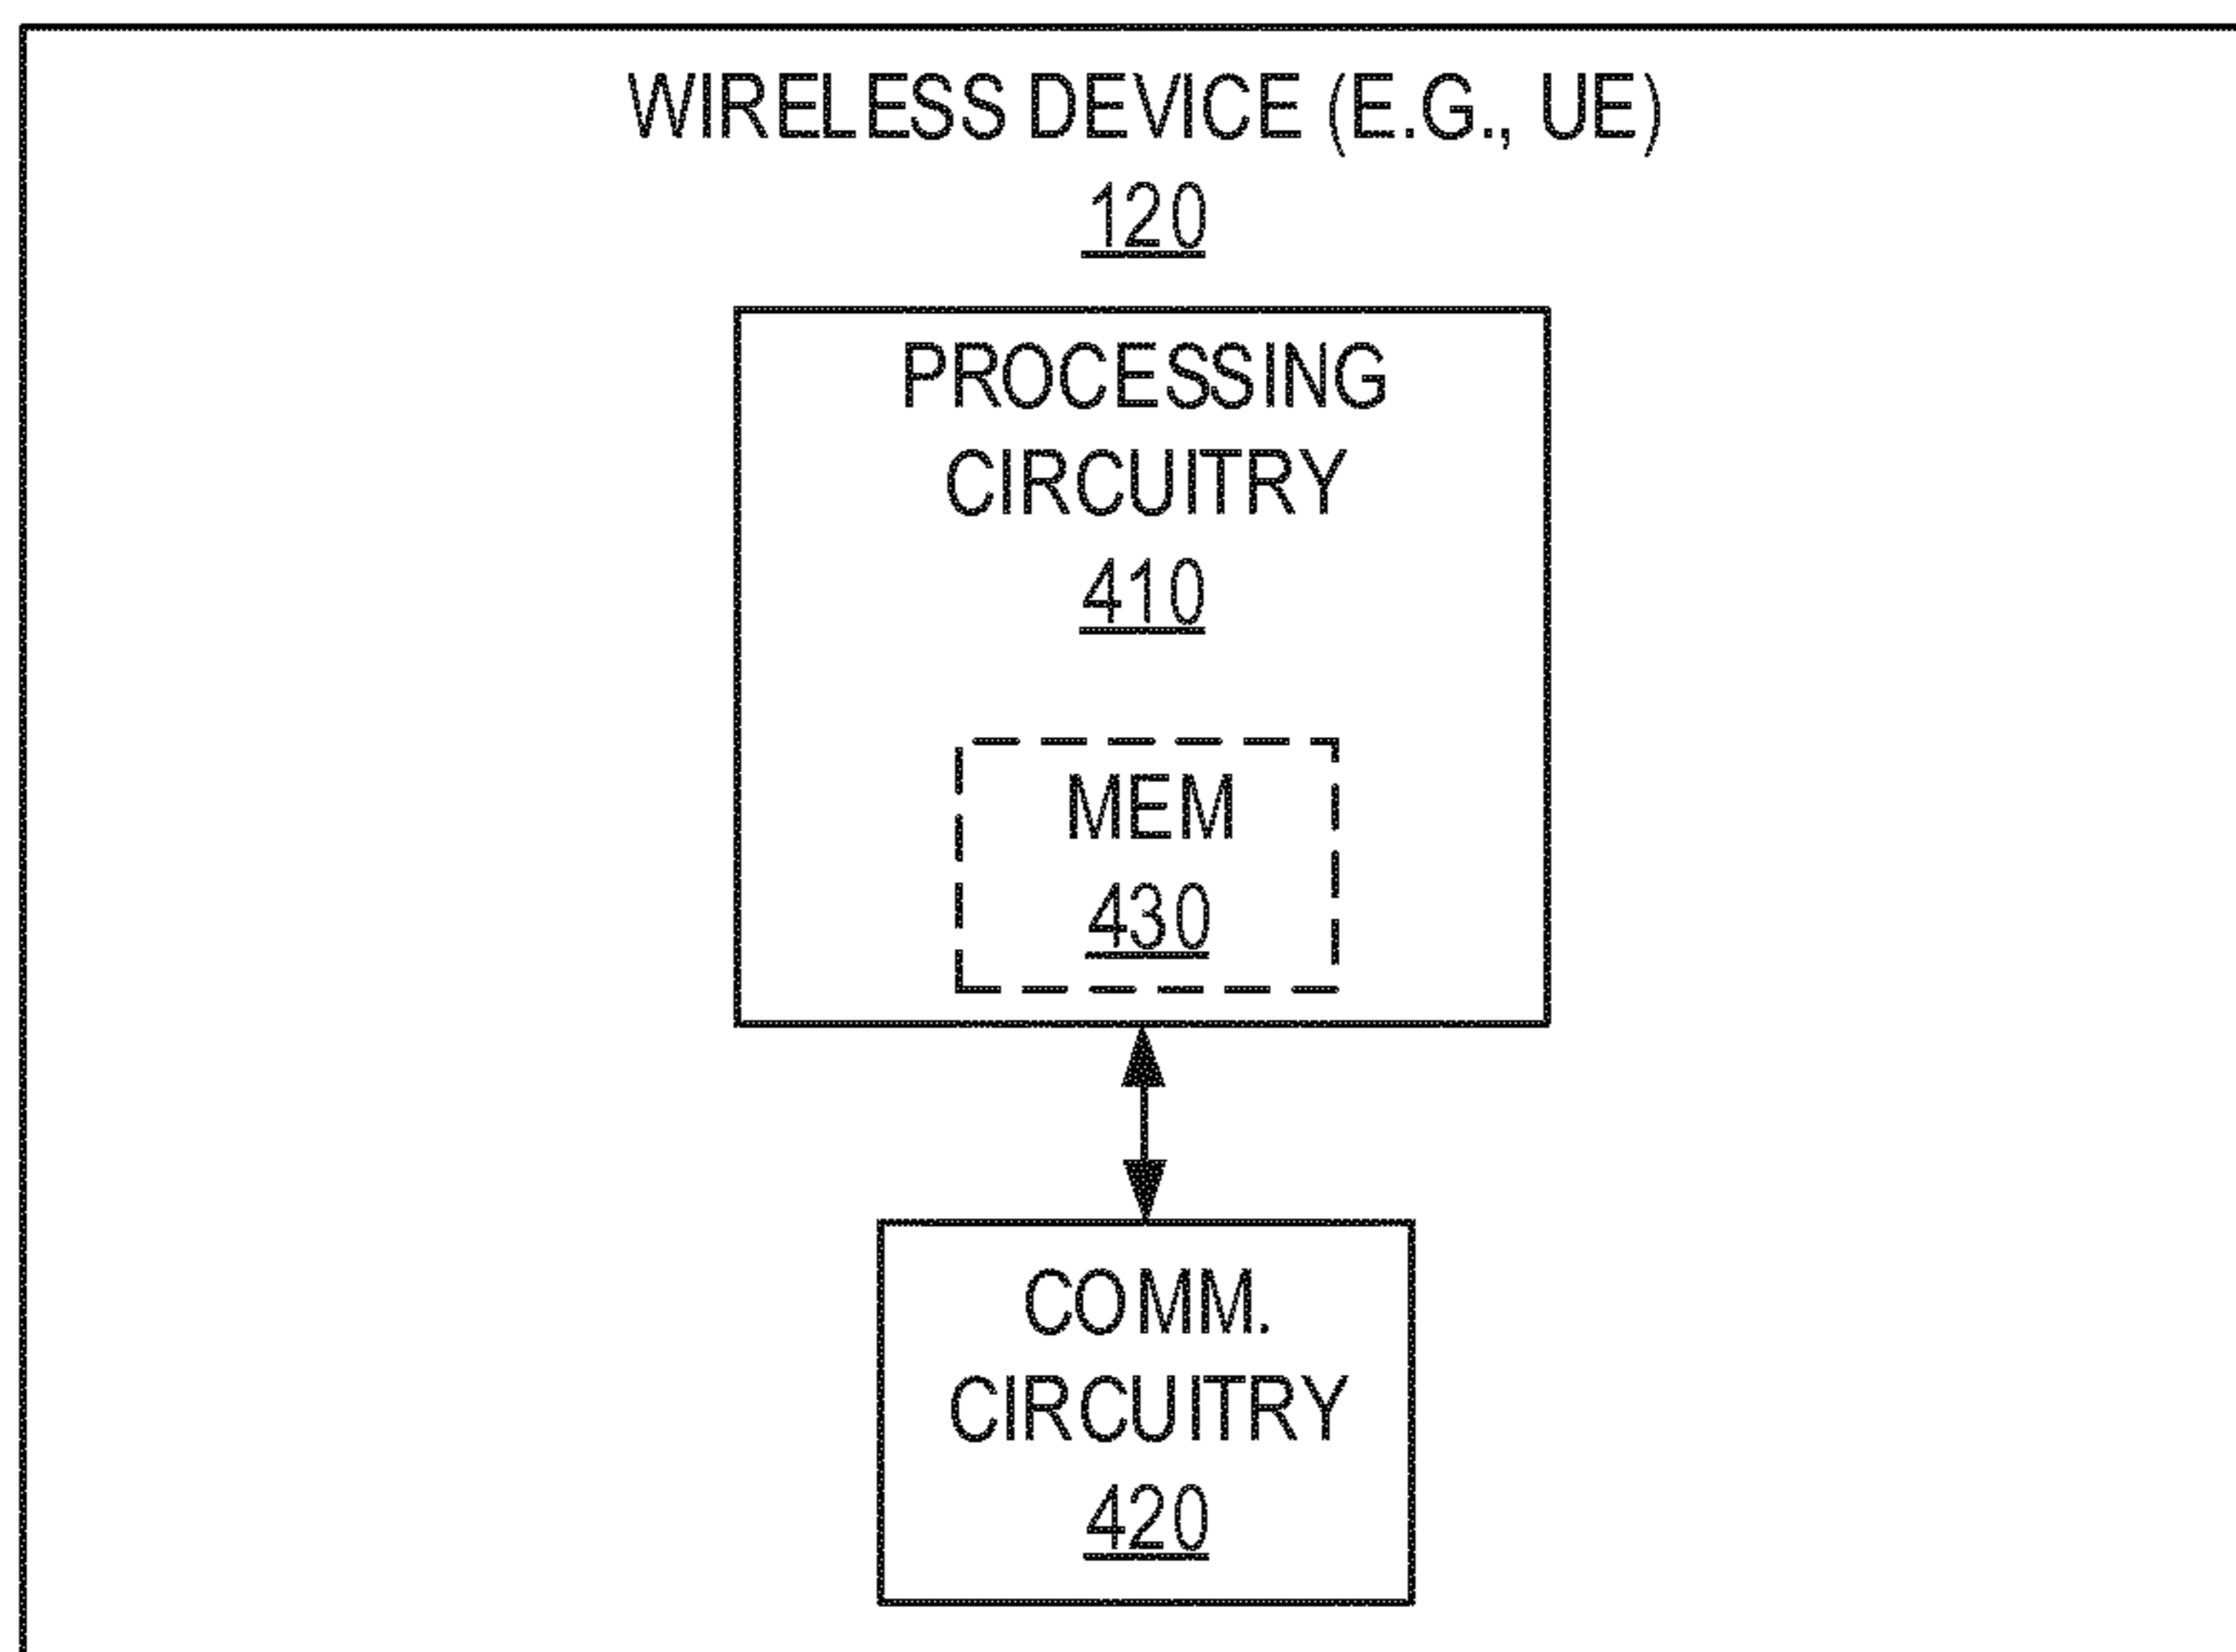 WIRELESS DEVICE (E.G., UE)
120
PROCESSING
CIRCUITRY
410
MEM
430
COMM.
CIRCUITRY
420